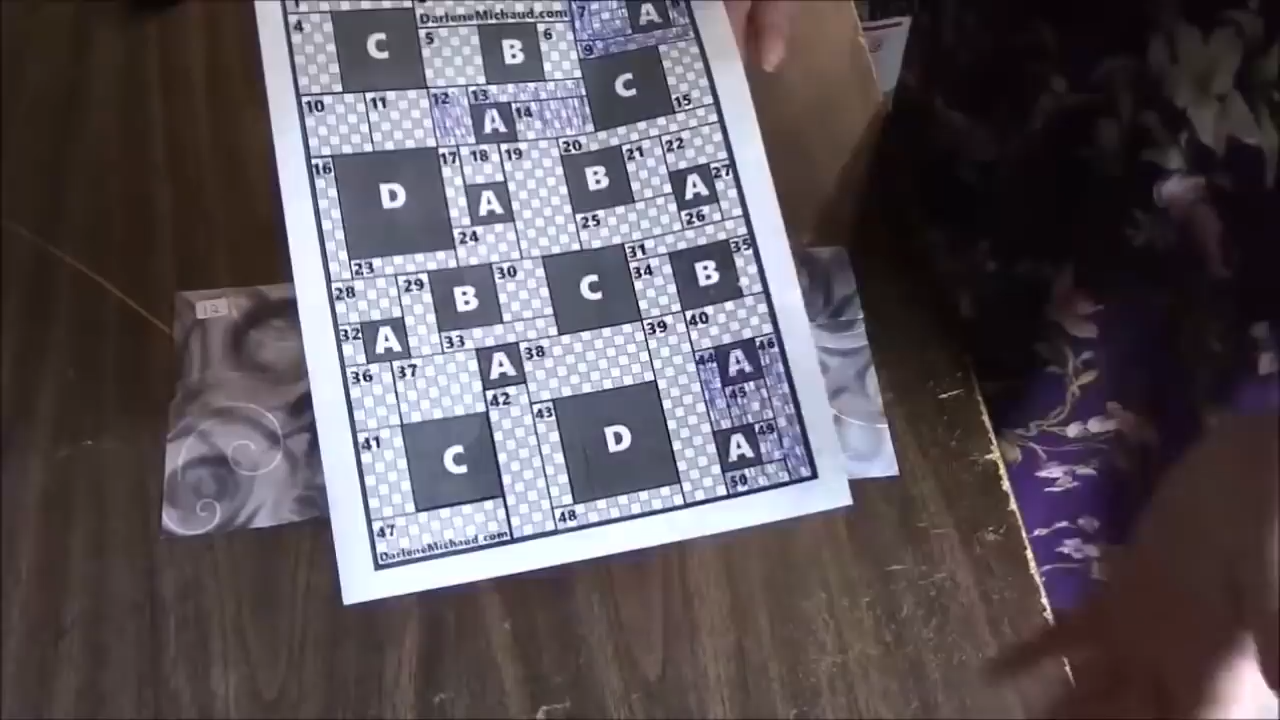 DarleneMichaud.com
7 A
4 C 5 B 6 9
C
10 11 12 13 A 14 15
16 D 17 18 19 20 B 21 22
A A 27
24 25 26
23 31
28 29 B 30 C 34 B 35
32 A 33 39 40
36 37 A 38 44 A 46
42 45
41 C 43 D A 49
50
47 48
DarleneMichaud.com
12